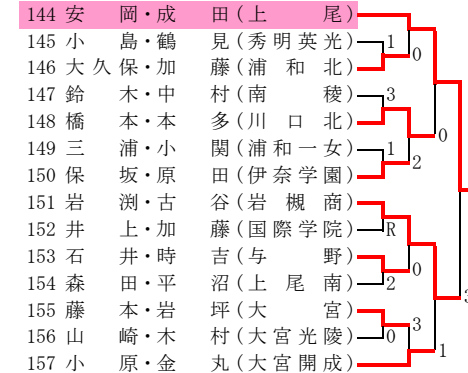 144 安 岡・成 田 (上 尾)
145 小 島・鶴 見 (秀明英光) 1
0
146 大久保・加 藤 (浦 和 北)
147 鈴 木・中 村 (南 稜) 3
0
148 橋 本・本 多 (川 口 北)
149 三 浦・小 関 (浦和一女) 1
2
150 保 坂・原 田 (伊奈学園)
151 岩 渕・古 谷 (岩 槻 商)
152 井 上・加 藤 (国際学院) R
153 石 井・時 吉 (与 野)
0
154 森 田・平 沼 (上 尾 南) 2
3
155 藤 本・岩 坪 (大 宮)
3
156 山 崎・木 村 (大宮光陵) 0
1
157 小 原・金 丸 (大宮開成)